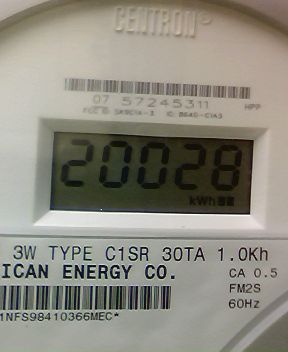 CENTRON®
07 57245311 HPP
20028
kWh
3W TYPE C1SR 30TA 1.0Kh
ICAN ENERGY CO.
CA 0.5
FM2S
60Hz
1NFS98410366MEC*